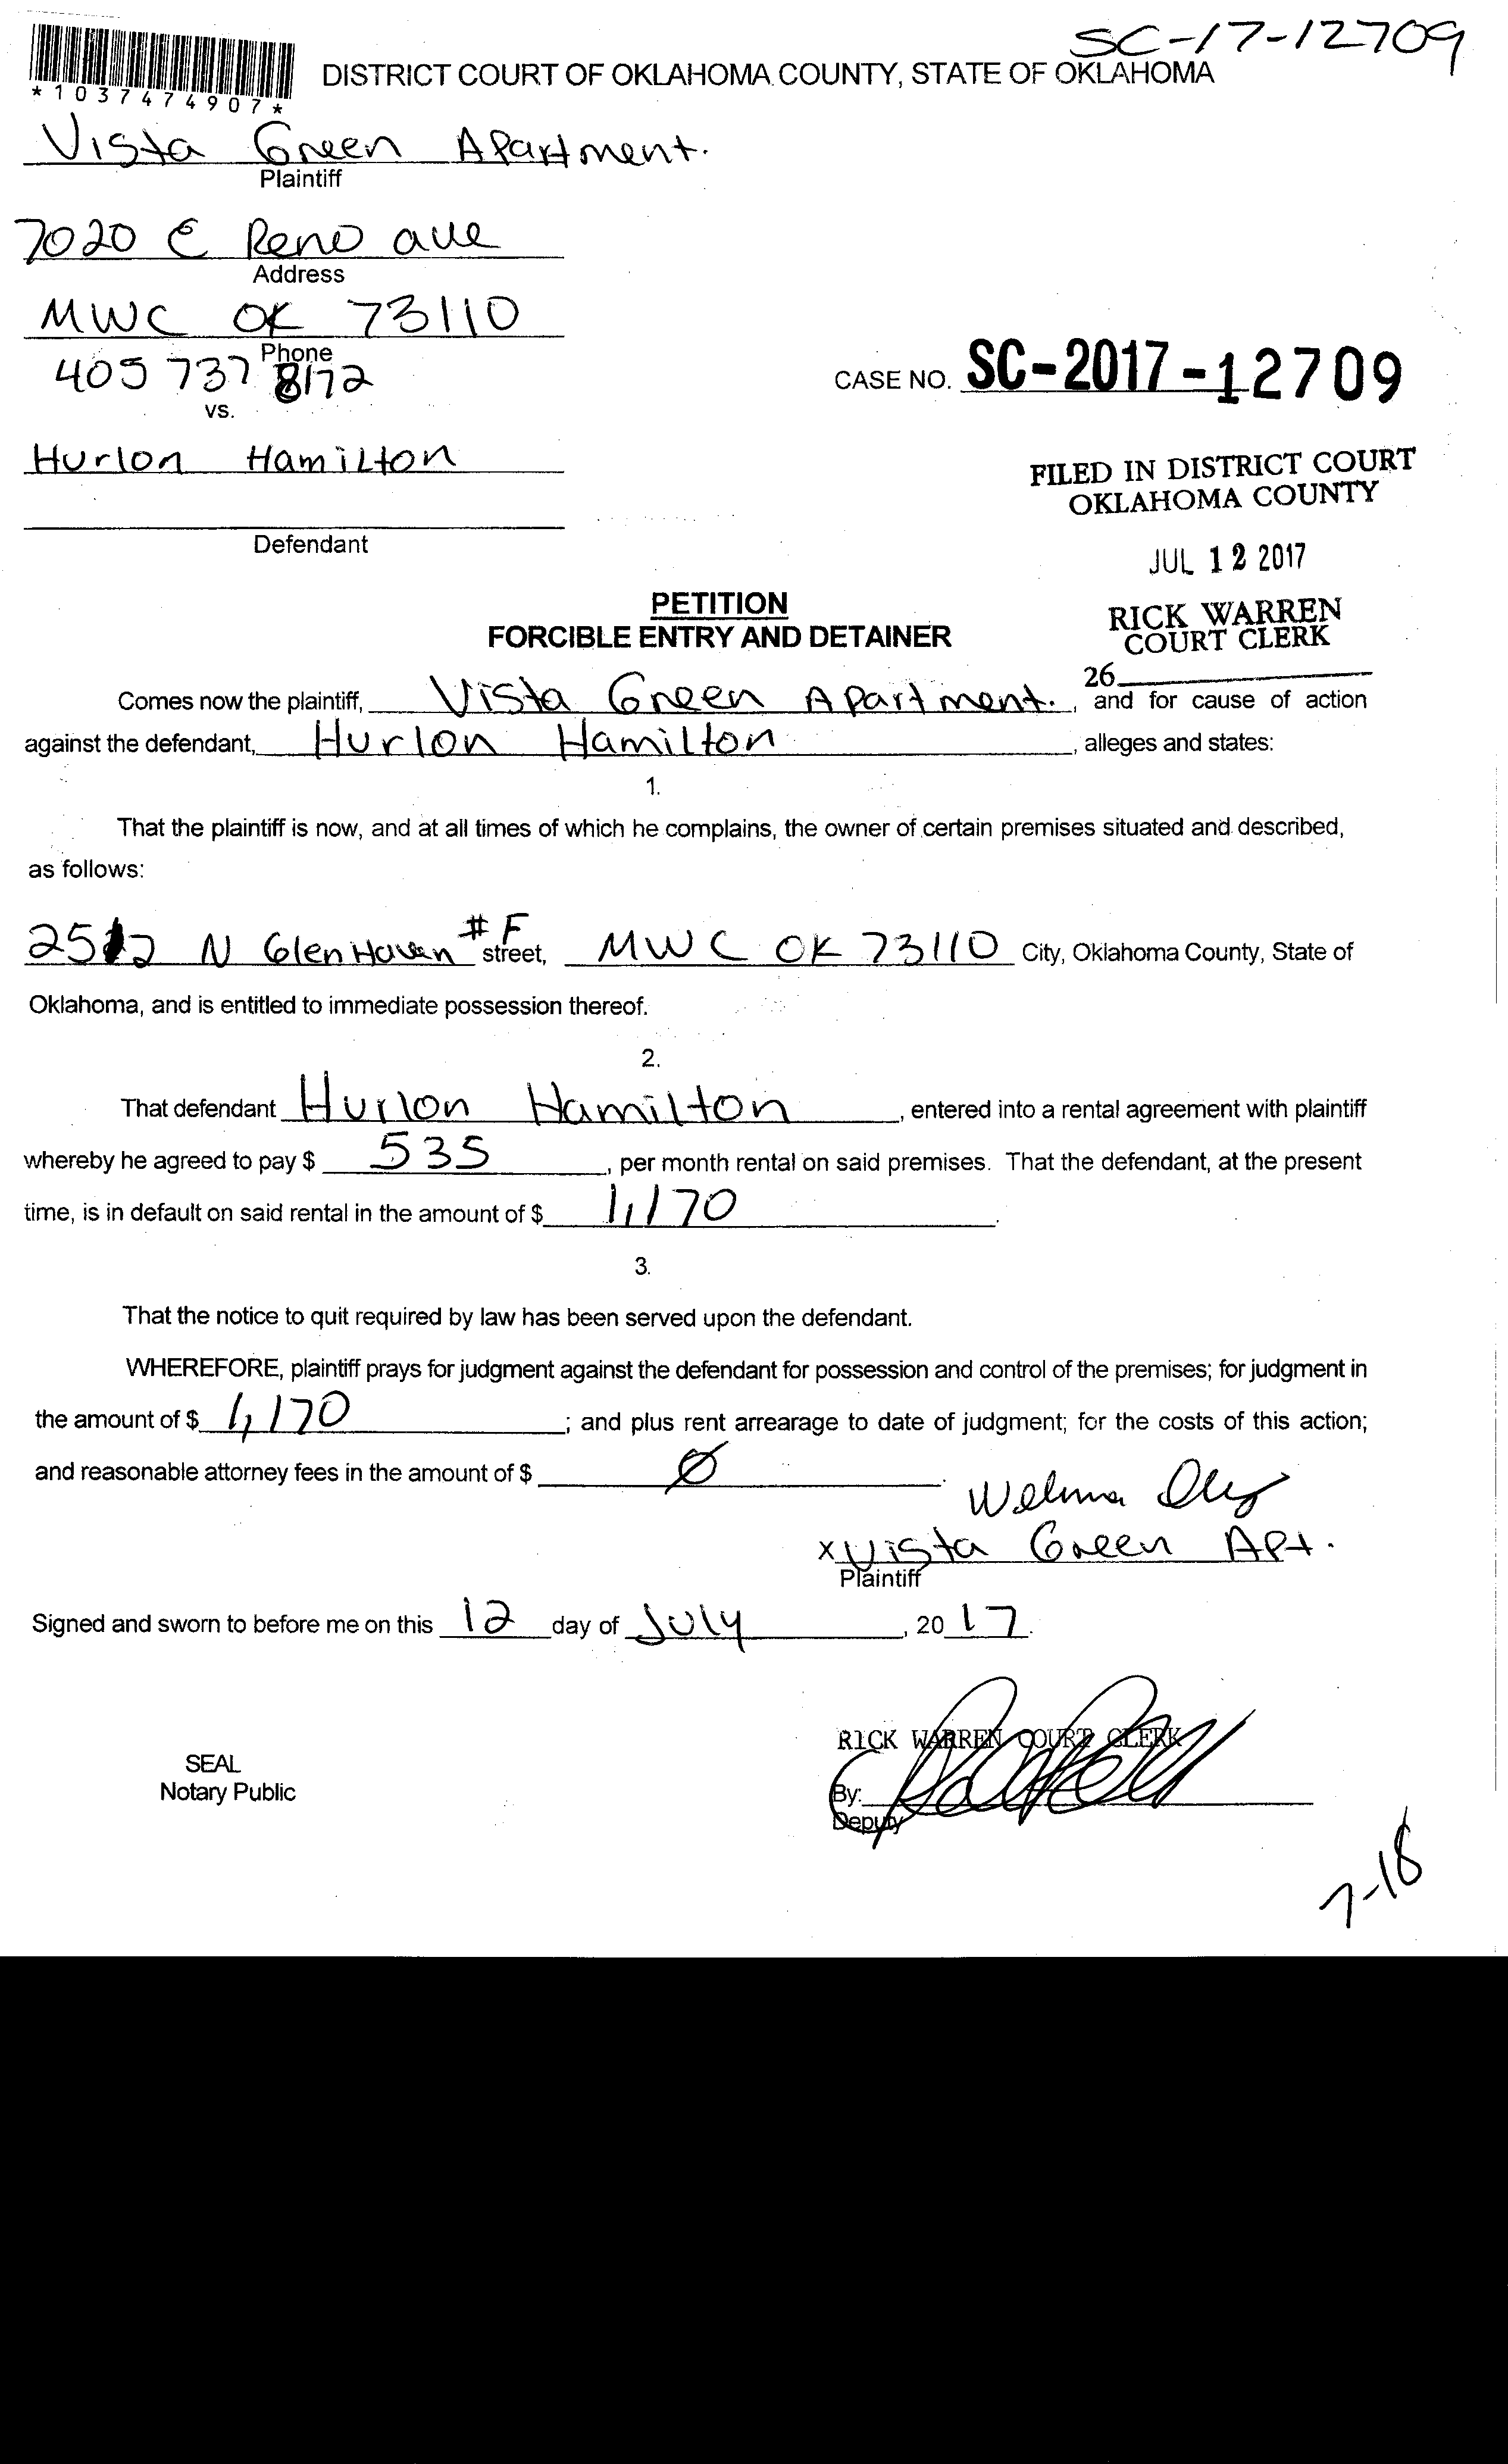 SC-17-12709
*1037474907*
DISTRICT COURT OF OKLAHOMA COUNTY, STATE OF OKLAHOMA
Vista Green Apartment.
Plaintiff
7020 E Reno ave
Address
MWC OK 73110
Phone
405 737 8172
CASE NO. SC-2017-12709
vs.
Hurlon Hamilton
FILED IN DISTRICT COURT
OKLAHOMA COUNTY
Defendant
JUL 12 2017
PETITION
FORCIBLE ENTRY AND DETAINER
RICK WARREN
COURT CLERK
26
Comes now the plaintiff, Vista Green Apartment. , and for cause of action
against the defendant, Hurlon Hamilton , alleges and states:
1.
That the plaintiff is now, and at all times of which he complains, the owner of certain premises situated and described,
as follows:
2512 N GlenHaven #F street, MWC OK 73110 City, Oklahoma County, State of
Oklahoma, and is entitled to immediate possession thereof.
2.
That defendant Hurlon Hamilton , entered into a rental agreement with plaintiff
whereby he agreed to pay $ 535 , per month rental on said premises. That the defendant, at the present
time, is in default on said rental in the amount of $ 1,170 .
3.
That the notice to quit required by law has been served upon the defendant.
WHEREFORE, plaintiff prays for judgment against the defendant for possession and control of the premises; for judgment in
the amount of $ 1,170 ; and plus rent arrearage to date of judgment; for the costs of this action;
and reasonable attorney fees in the amount of $ Ø .
Welma
x Vista Green Apt.
Plaintiff
Signed and sworn to before me on this 12 day of July , 20 17.
RICK WARREN COURT CLERK
SEAL
Notary Public
By:
Deputy
7-18